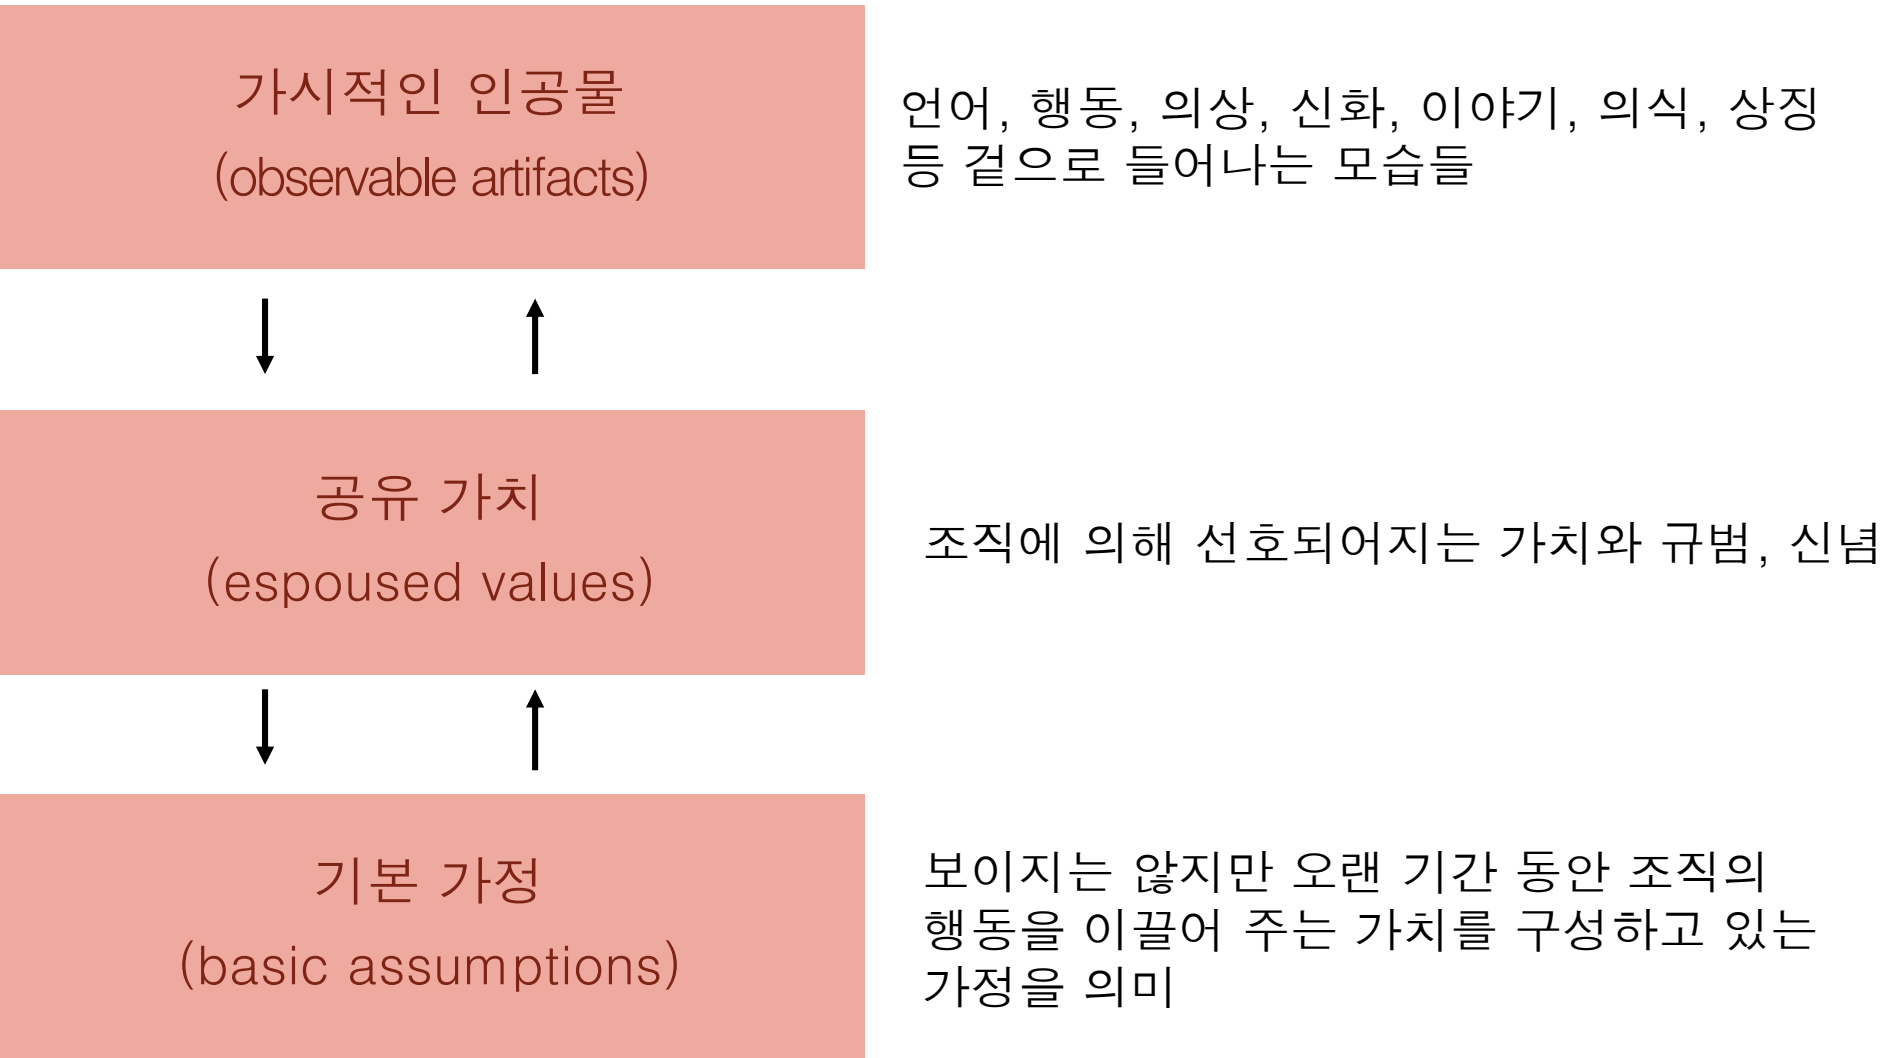 가시적인 인공물
(observable artifacts)
언어, 행동, 의상, 신화, 이야기, 의식, 상징
등 겉으로 들어나는 모습들
공유 가치
(espoused values)
조직에 의해 선호되어지는 가치와 규범, 신념
기본 가정
(basic assumptions)
보이지는 않지만 오랜 기간 동안 조직의
행동을 이끌어 주는 가치를 구성하고 있는
가정을 의미